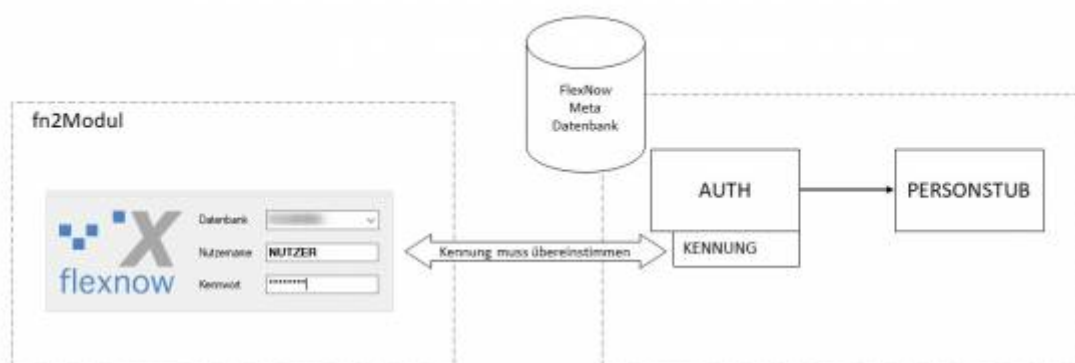 FlexNow
Meta
Datenbank
fn2Modul
AUTH
PERSONSTUB
KENNUNG
Kennung muss übereinstimmen
flexnow
Datenbank
Nutzername NUTZER
Kennwort ********